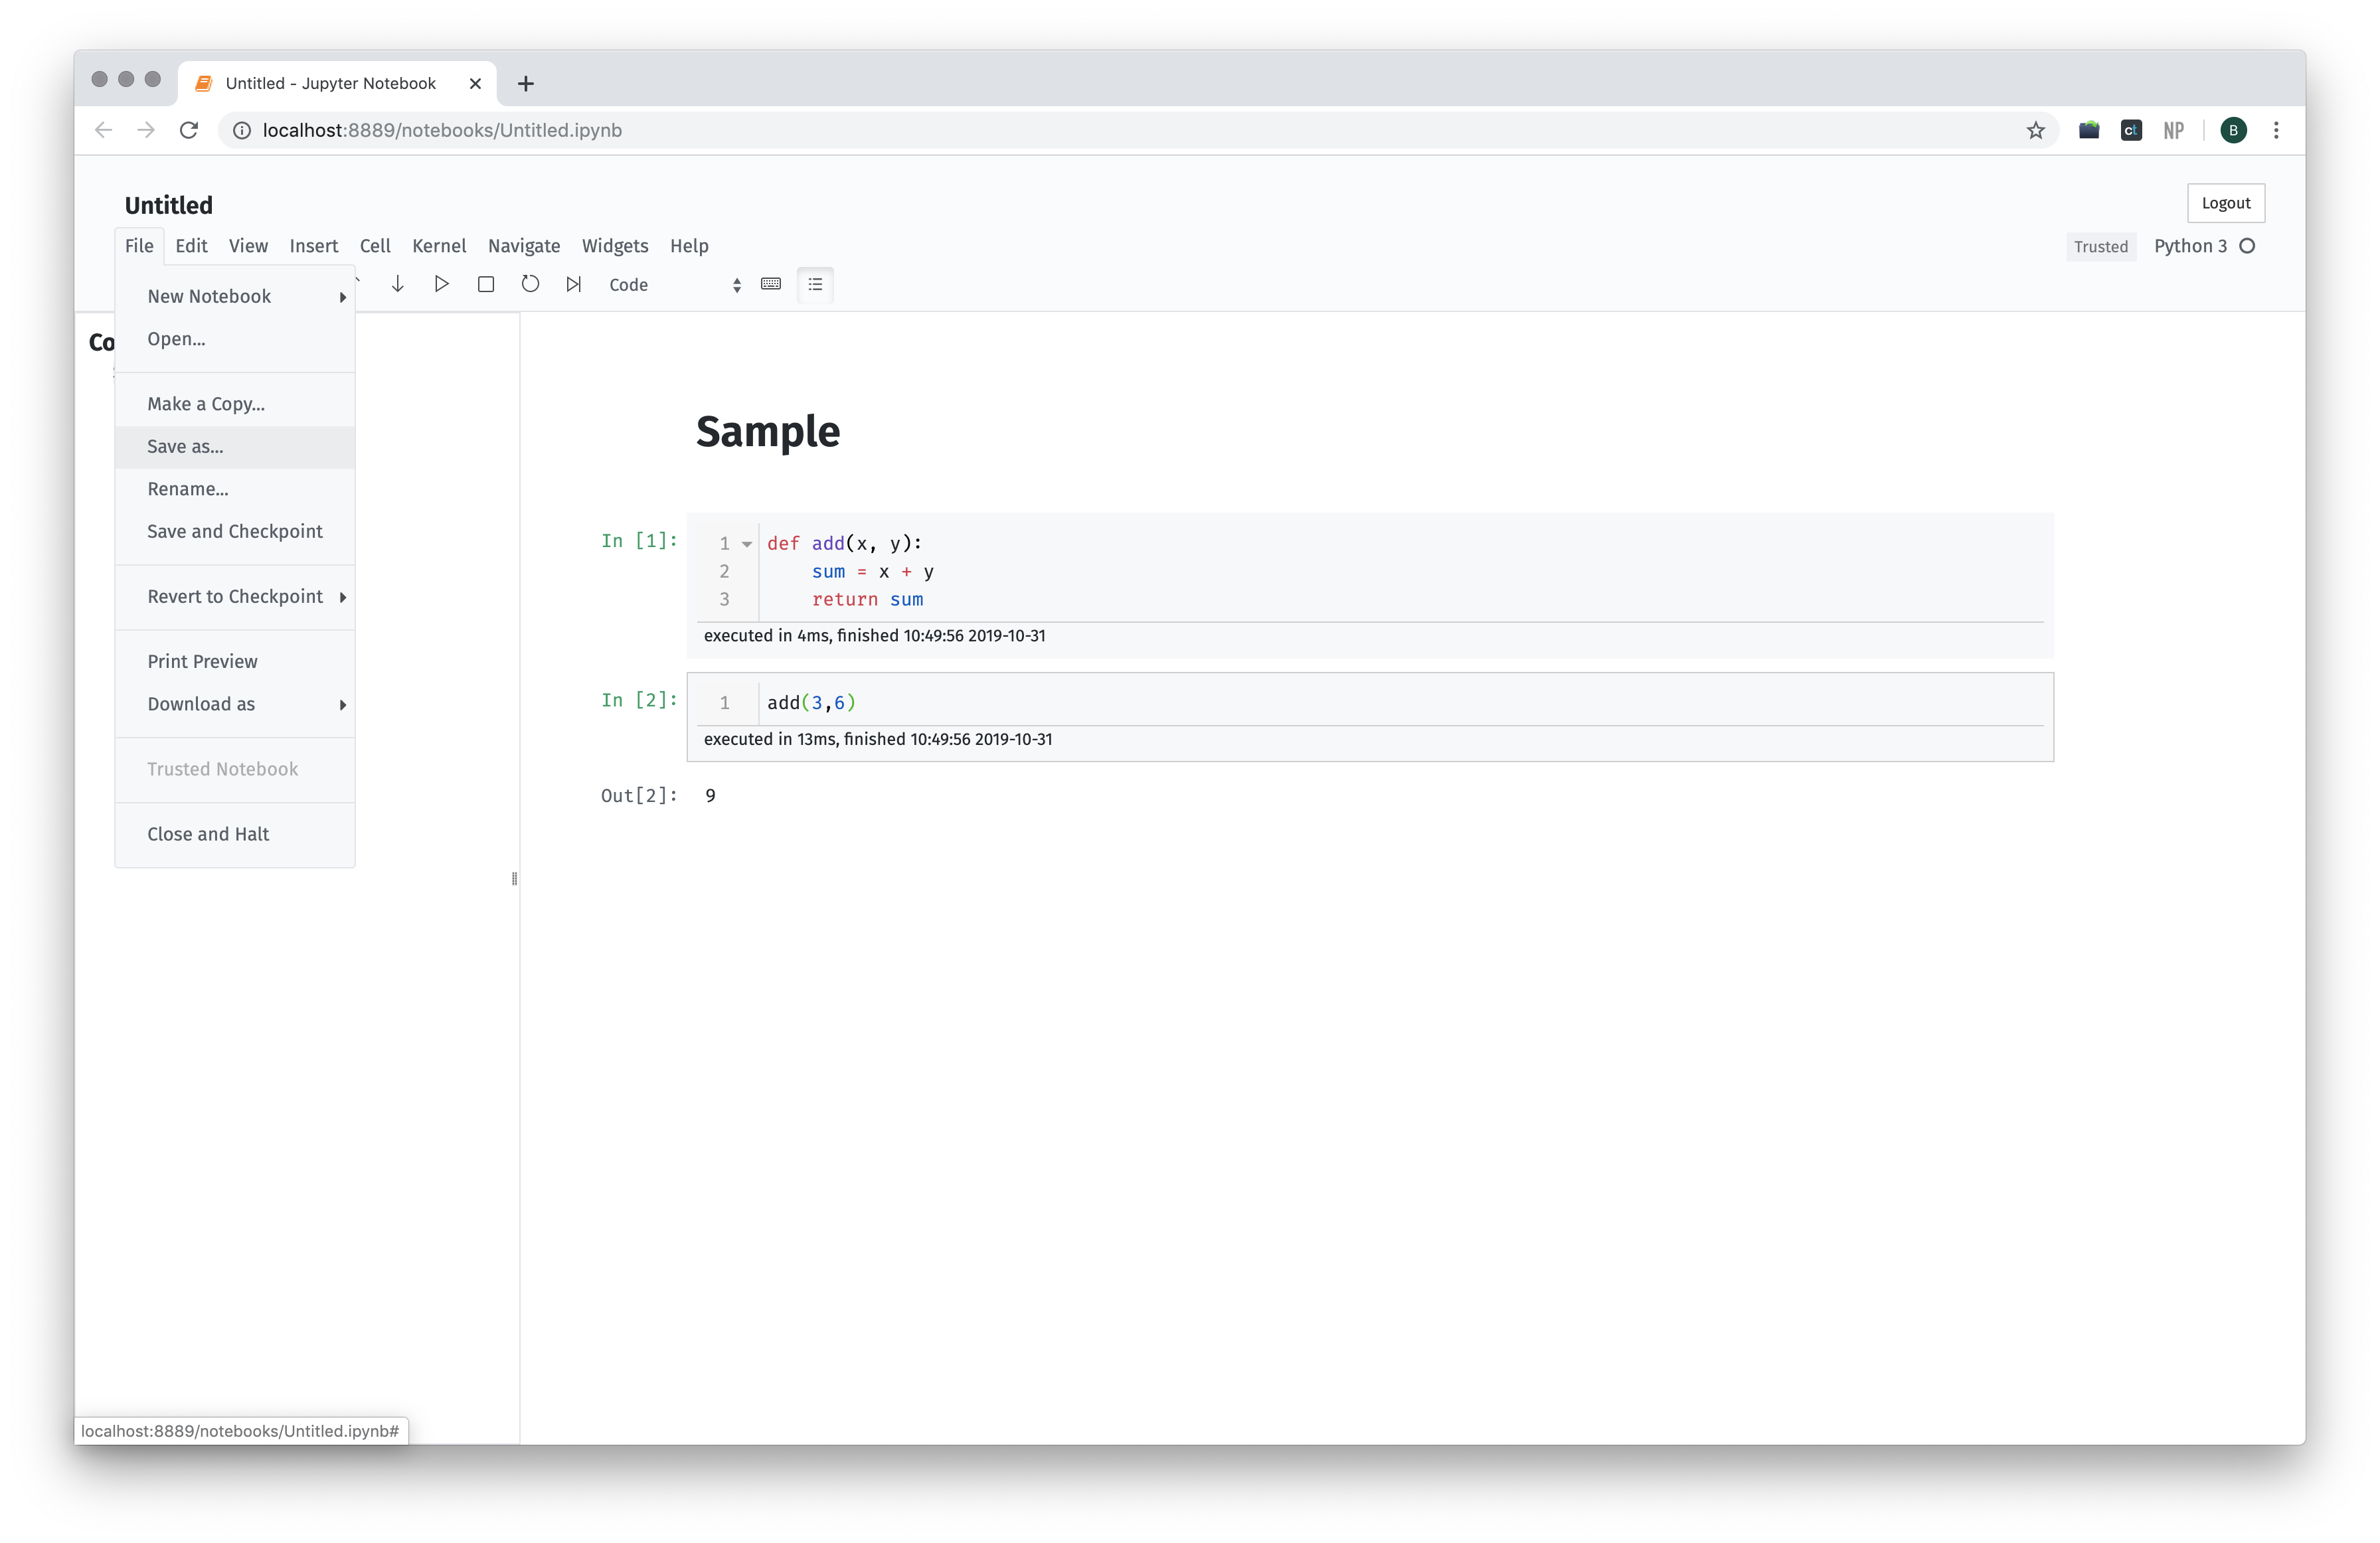 Untitled - Jupyter Notebook
localhost:8889/notebooks/Untitled.ipynb
ct
NP
B
Untitled
Logout
File Edit View Insert Cell Kernel Navigate Widgets Help
Trusted
Python 3
Code
New Notebook
Open...
Make a Copy...
Save as...
Rename...
Save and Checkpoint
Revert to Checkpoint
Print Preview
Download as
Trusted Notebook
Close and Halt
Co
Sample
In [1]:
1 def add(x, y):
2     sum = x + y
3     return sum
executed in 4ms, finished 10:49:56 2019-10-31
In [2]:
1 add(3,6)
executed in 13ms, finished 10:49:56 2019-10-31
Out[2]: 9
localhost:8889/notebooks/Untitled.ipynb#